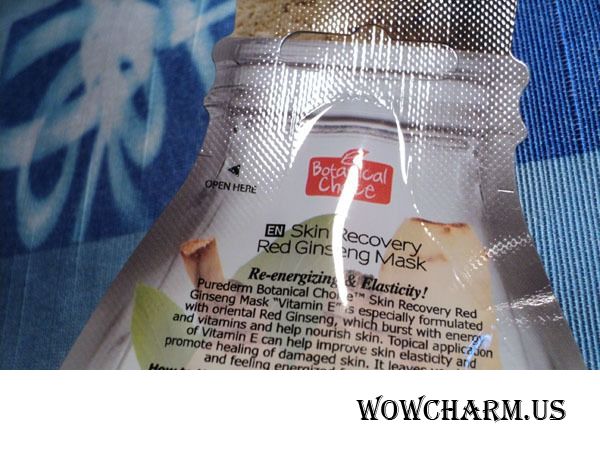 OPEN HERE
Botanical
Choice
EN Skin Recovery
Red Ginseng Mask
Re-energizing & Elasticity!
Purederm Botanical Choice™ Skin Recovery Red
Ginseng Mask "Vitamin E" is especially formulated
with oriental Red Ginseng, which burst with energy
and vitamins and help nourish skin. Topical application
of Vitamin E can help improve skin elasticity and
promote healing of damaged skin. It leaves
and feeling energized
How
WOWCHARM.US